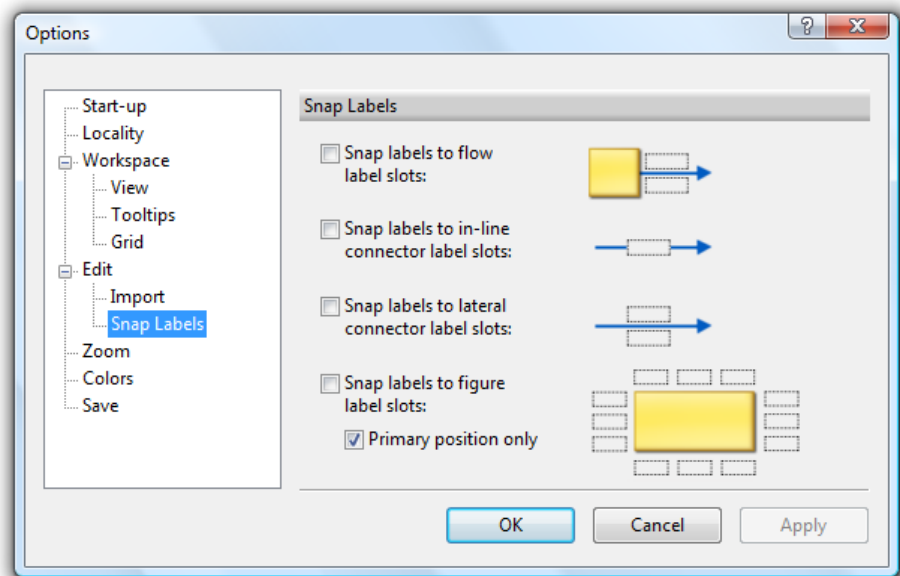 Options
?
Start-up
Locality
Workspace
View
Tooltips
Grid
Edit
Import
Snap Labels
Zoom
Colors
Save
Snap Labels
Snap labels to flow
label slots:
Snap labels to in-line
connector label slots:
Snap labels to lateral
connector label slots:
Snap labels to figure
label slots:
Primary position only
OK
Cancel
Apply